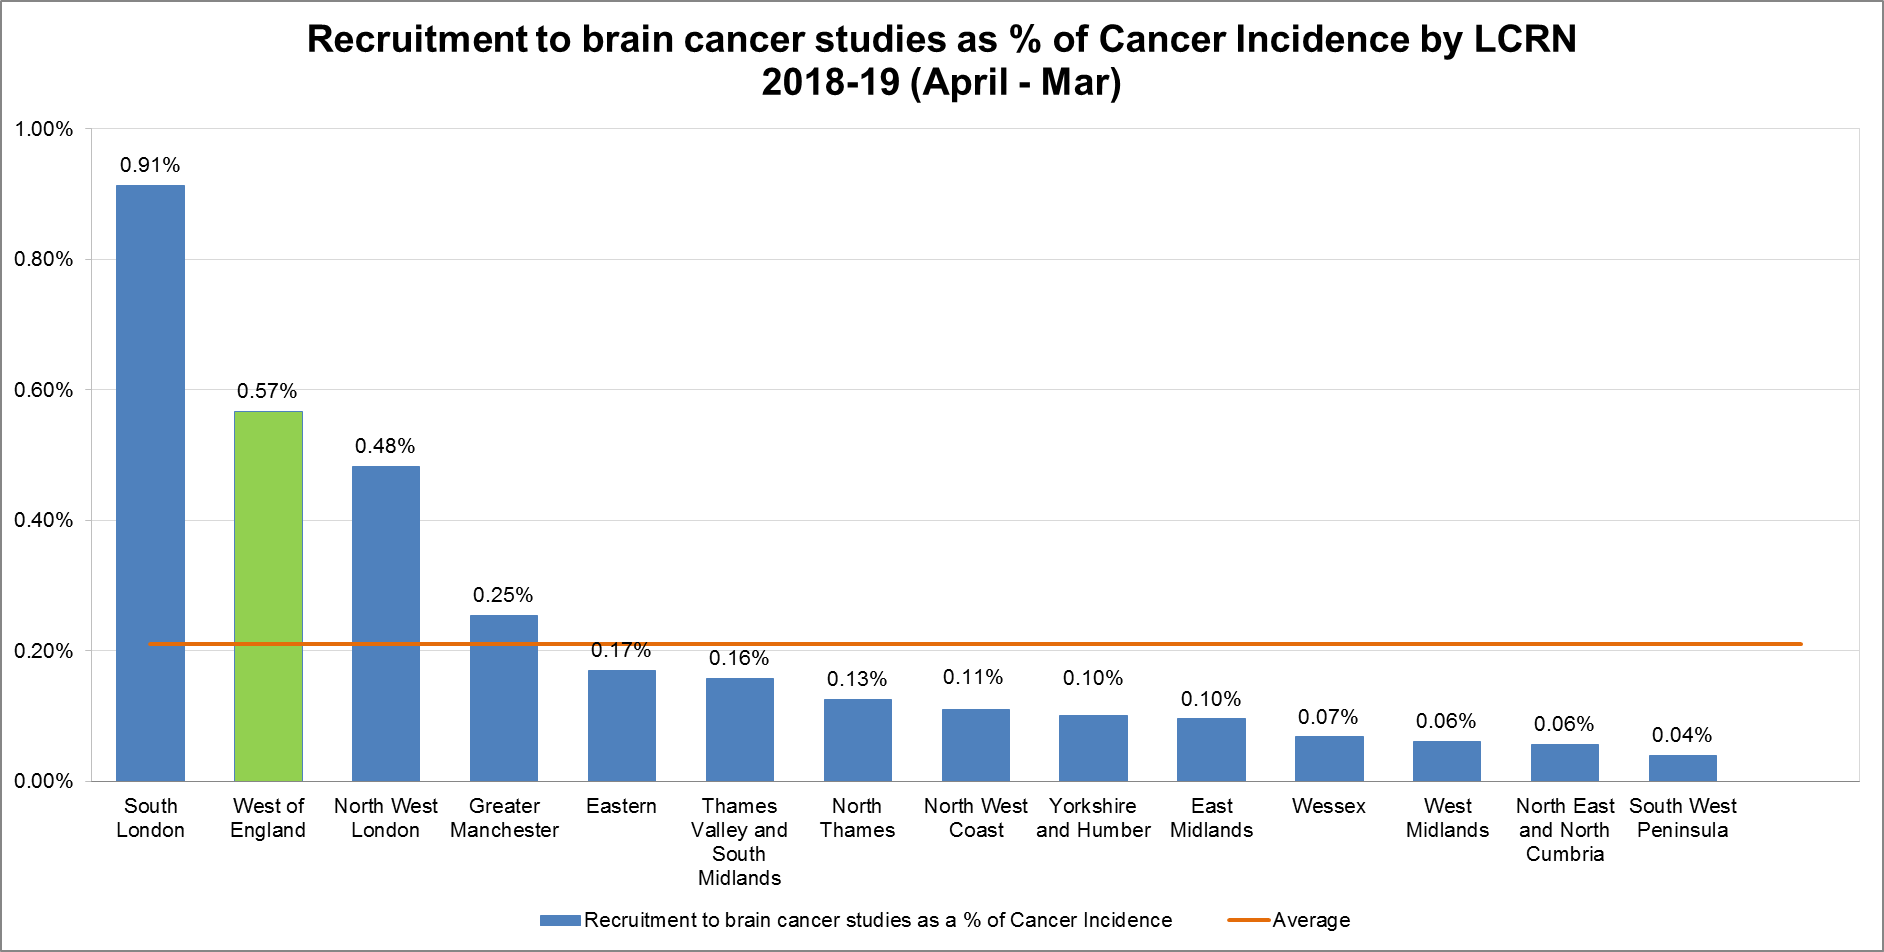 Recruitment to brain cancer studies as % of Cancer Incidence by LCRN
2018-19 (April - Mar)
1.00%
0.80%
0.60%
0.40%
0.20%
0.00%
0.91%
0.57%
0.48%
0.25%
0.17%
0.16%
0.13%
0.11%
0.10%
0.10%
0.07%
0.06%
0.06%
0.04%
South
London
West of
England
North West
London
Greater
Manchester
Eastern
Thames
Valley and
South
Midlands
North
Thames
North West
Coast
Yorkshire
and Humber
East
Midlands
Wessex
West
Midlands
North East
and North
Cumbria
South West
Peninsula
Recruitment to brain cancer studies as a % of Cancer Incidence
Average